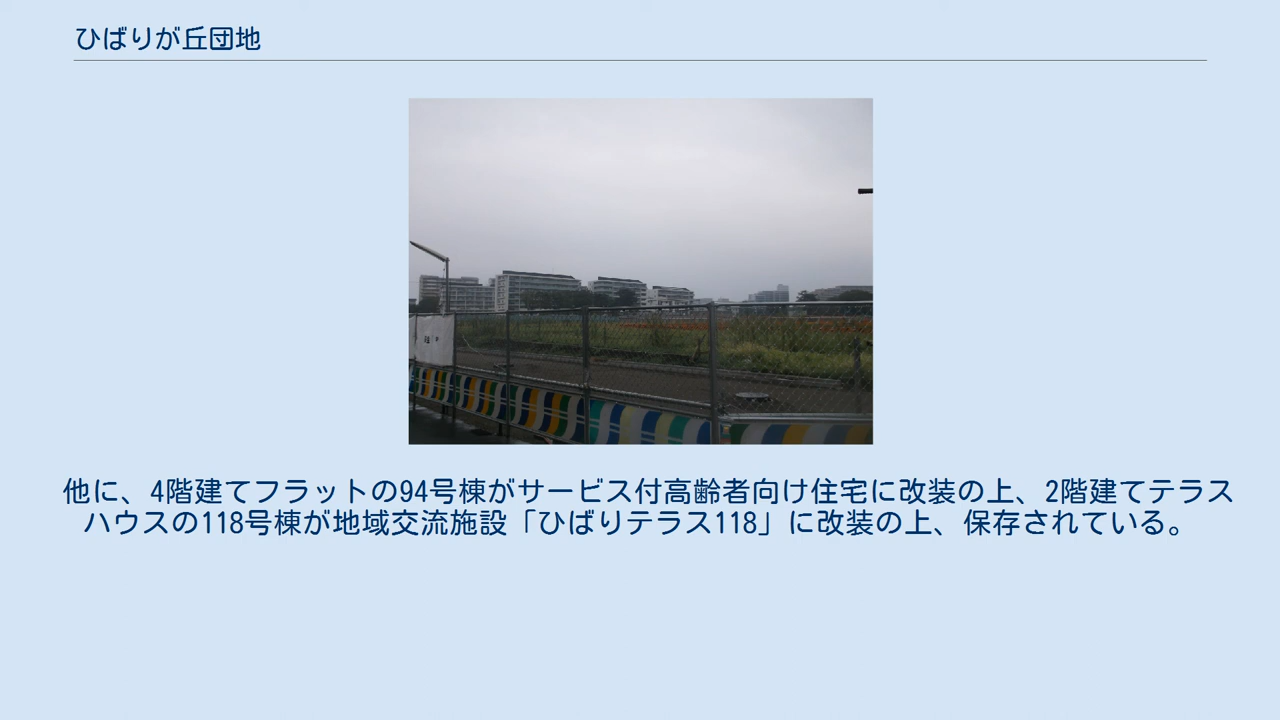 ひばりが丘団地
他に、4階建てフラットの94号棟がサービス付高齢者向け住宅に改装の上、2階建てテラス
ハウスの118号棟が地域交流施設「ひばりテラス118」に改装の上、保存されている。